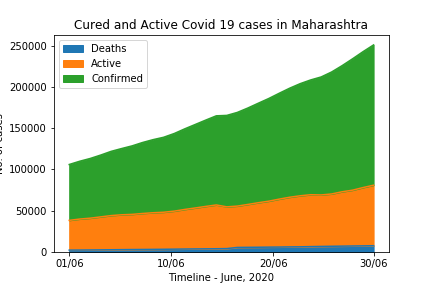 Cured and Active Covid 19 cases in Maharashtra
Deaths
Active
Confirmed
250000
200000
150000
100000
50000
0
01/06
10/06
20/06
30/06
Timeline - June, 2020